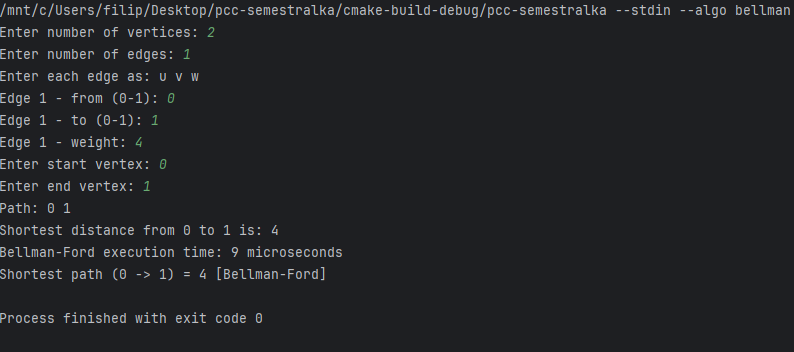 /mnt/c/Users/filip/Desktop/pcc-semestralka/cmake-build-debug/pcc-semestralka --stdin --algo bellman
Enter number of vertices: 2
Enter number of edges: 1
Enter each edge as: u v w
Edge 1 - from (0-1): 0
Edge 1 - to (0-1): 1
Edge 1 - weight: 4
Enter start vertex: 0
Enter end vertex: 1
Path: 0 1
Shortest distance from 0 to 1 is: 4
Bellman-Ford execution time: 9 microseconds
Shortest path (0 -> 1) = 4 [Bellman-Ford]
Process finished with exit code 0